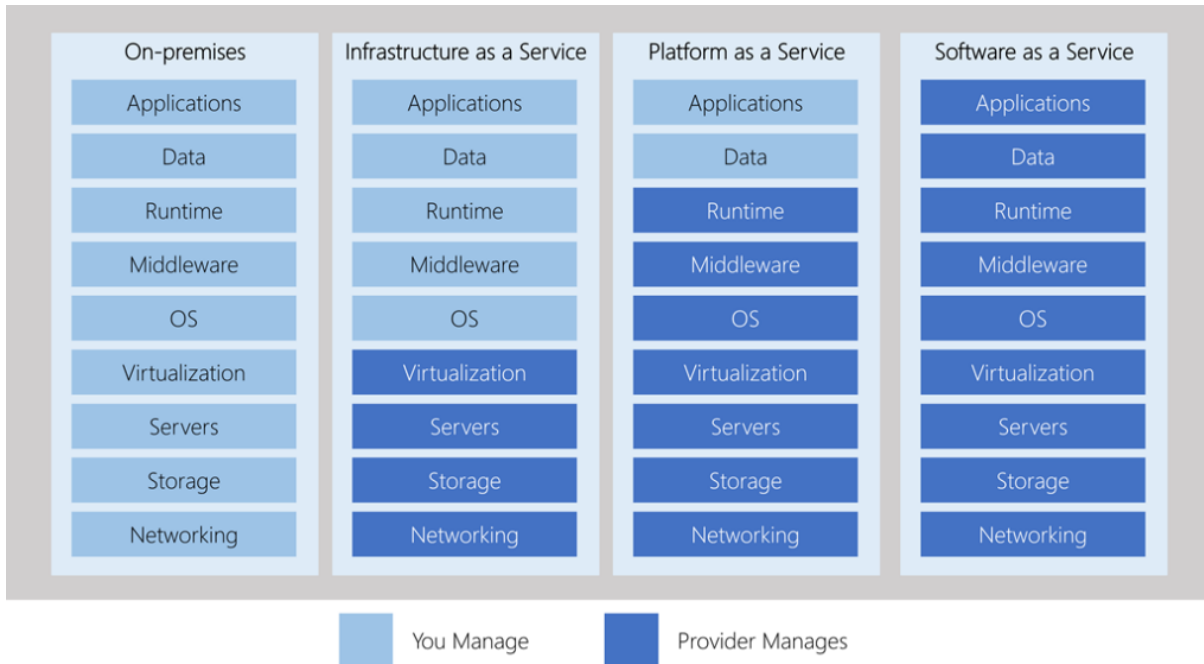 On-premises
Applications
Data
Runtime
Middleware
OS
Virtualization
Servers
Storage
Networking
Infrastructure as a Service
Applications
Data
Runtime
Middleware
OS
Virtualization
Servers
Storage
Networking
Platform as a Service
Applications
Data
Runtime
Middleware
OS
Virtualization
Servers
Storage
Networking
Software as a Service
Applications
Data
Runtime
Middleware
OS
Virtualization
Servers
Storage
Networking
You Manage
Provider Manages